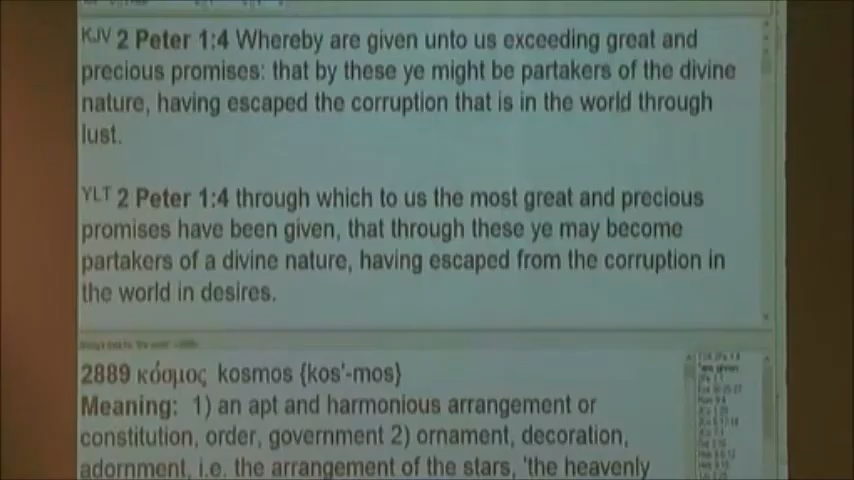 KJV 2 Peter 1:4 Whereby are given unto us exceeding great and
precious promises: that by these ye might be partakers of the divine
nature, having escaped the corruption that is in the world through
lust.
YLT 2 Peter 1:4 through which to us the most great and precious
promises have been given, that through these ye may become
partakers of a divine nature, having escaped from the corruption in
the world in desires.
2889 κόσμος kosmos {kos'-mos}
Meaning: 1) an apt and harmonious arrangement or
constitution, order, government 2) ornament, decoration,
adornment, i.e. the arrangement of the stars, 'the heavenly